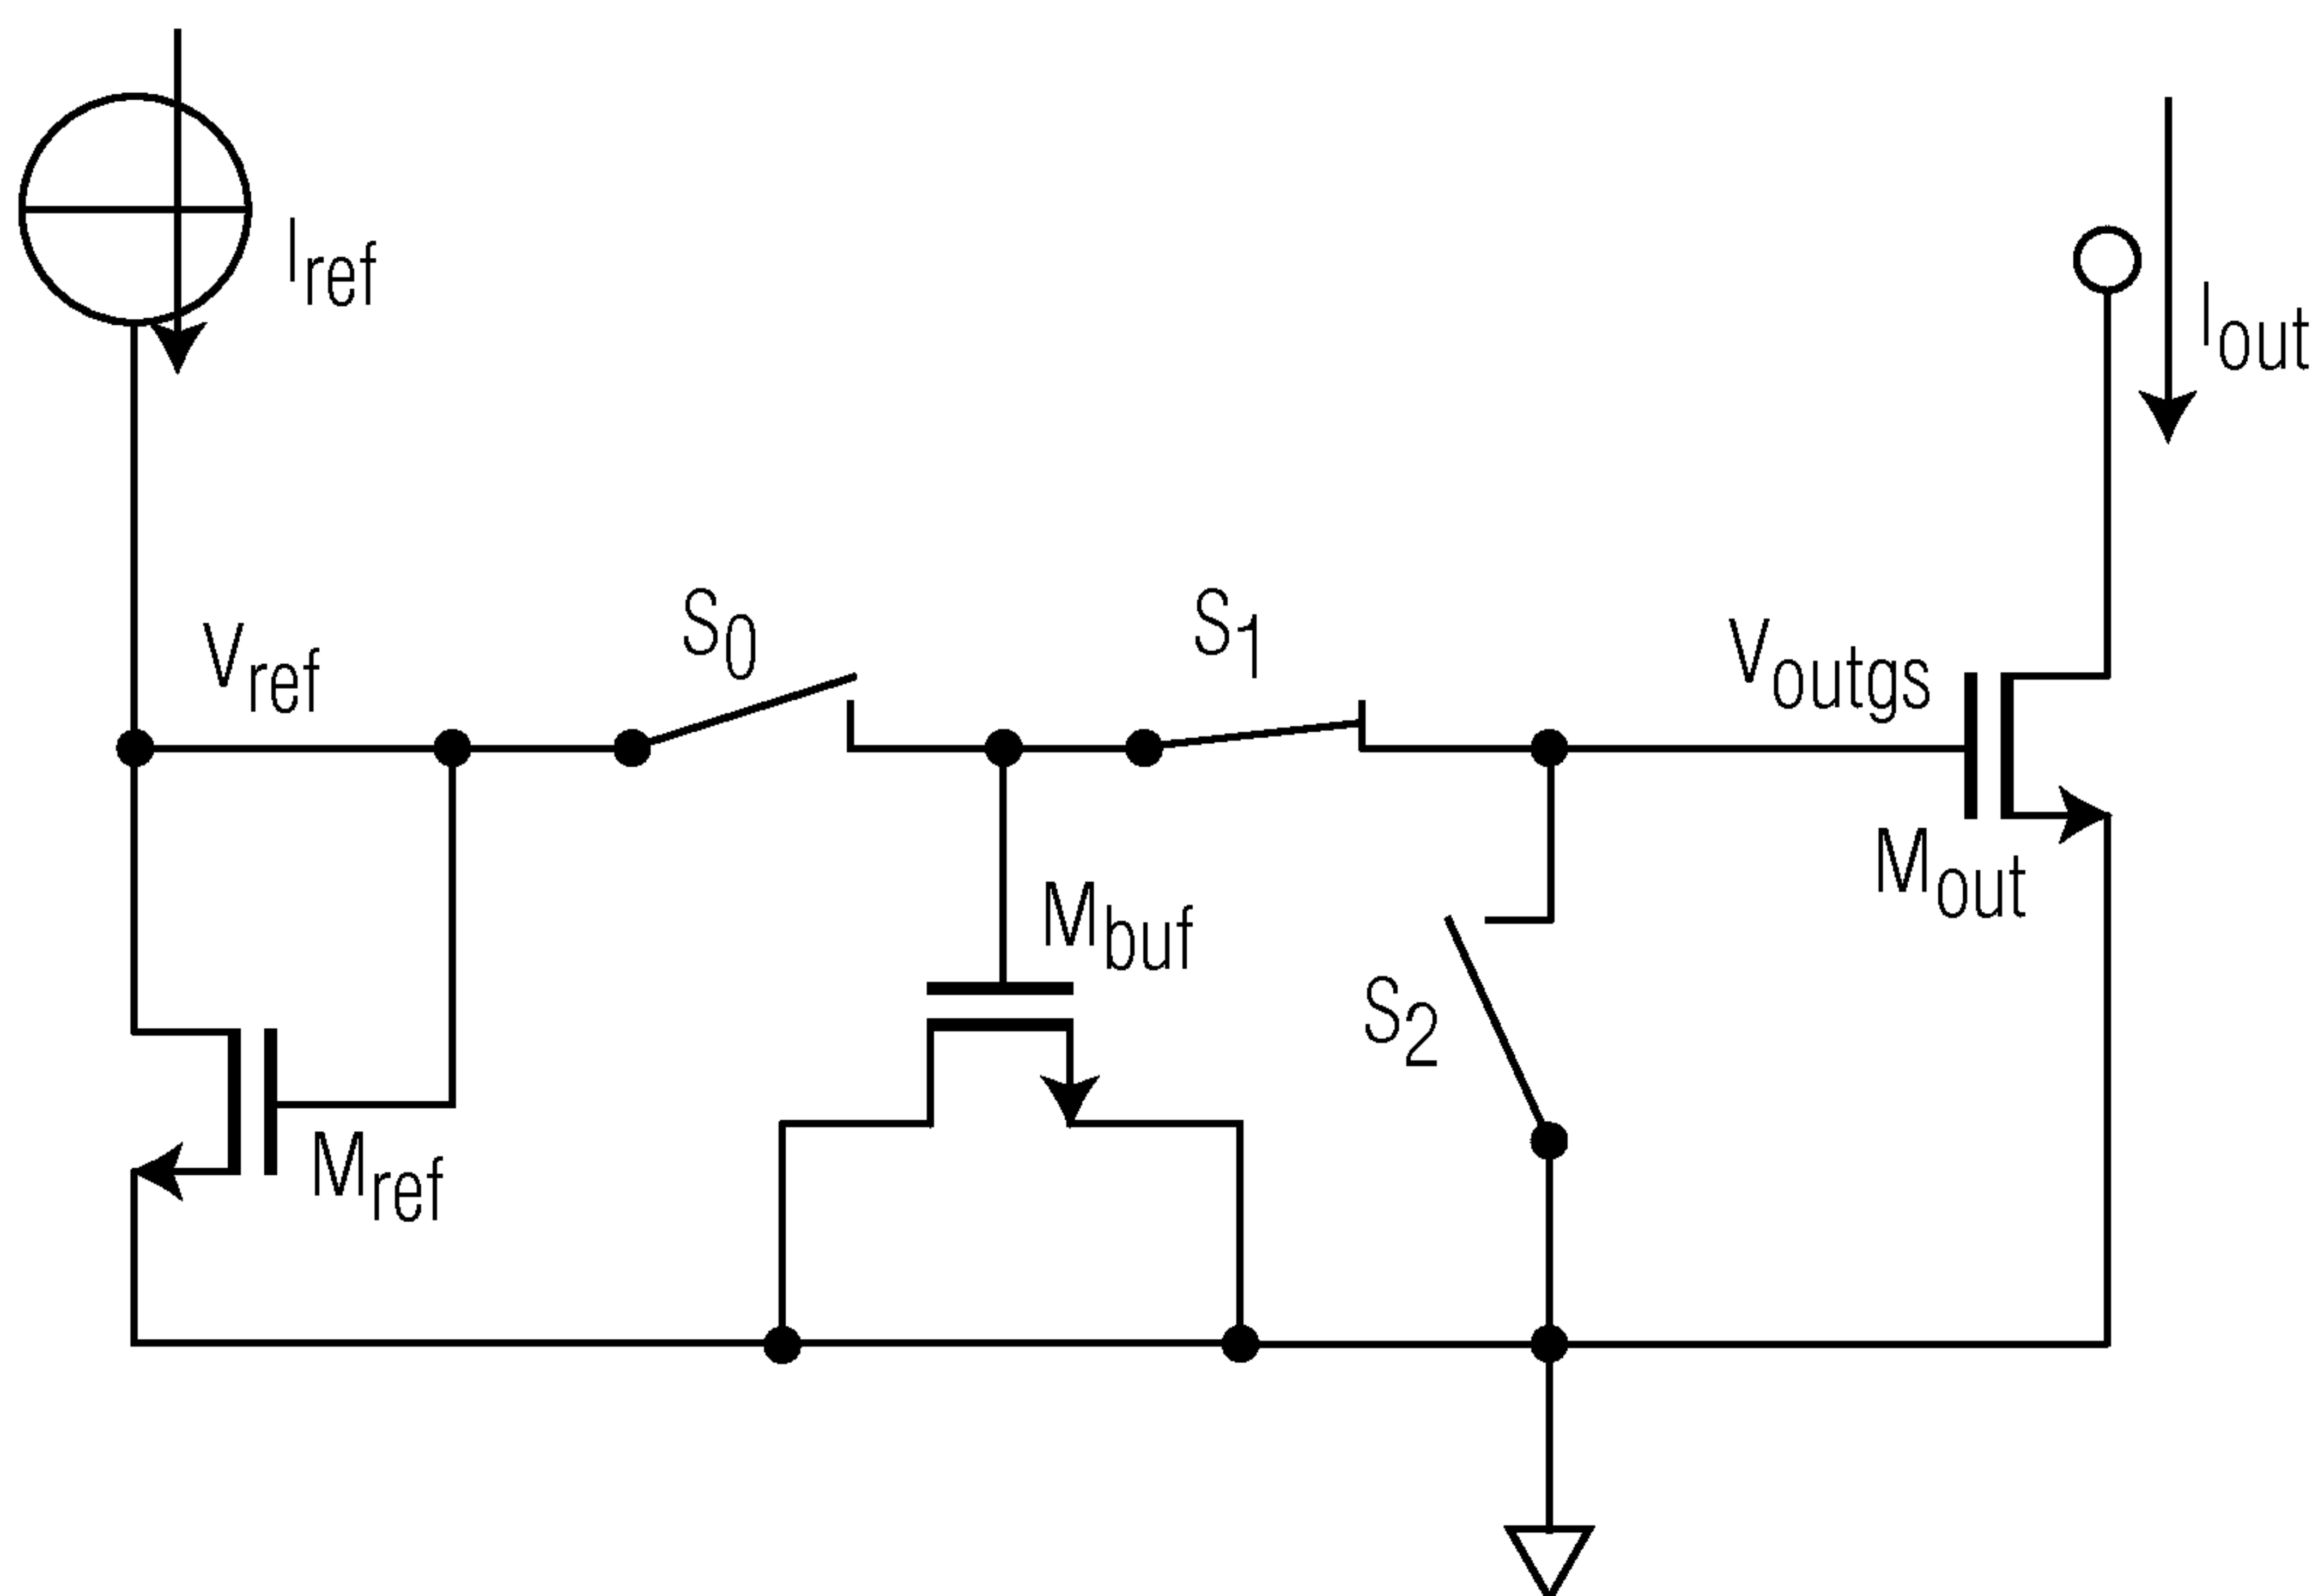 Iref
Iout
S0
S1
Vref
Voutgs
Mout
Mbuf
S2
Mref